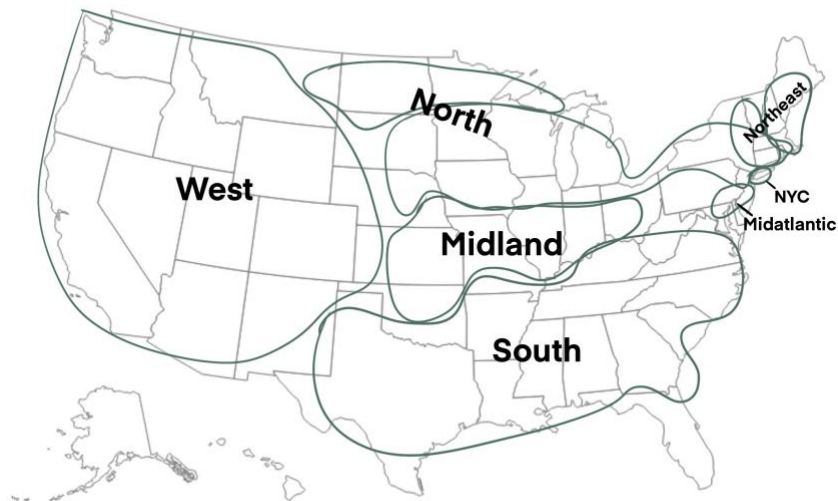 Northeast
North
West
NYC
Midatlantic
Midland
South